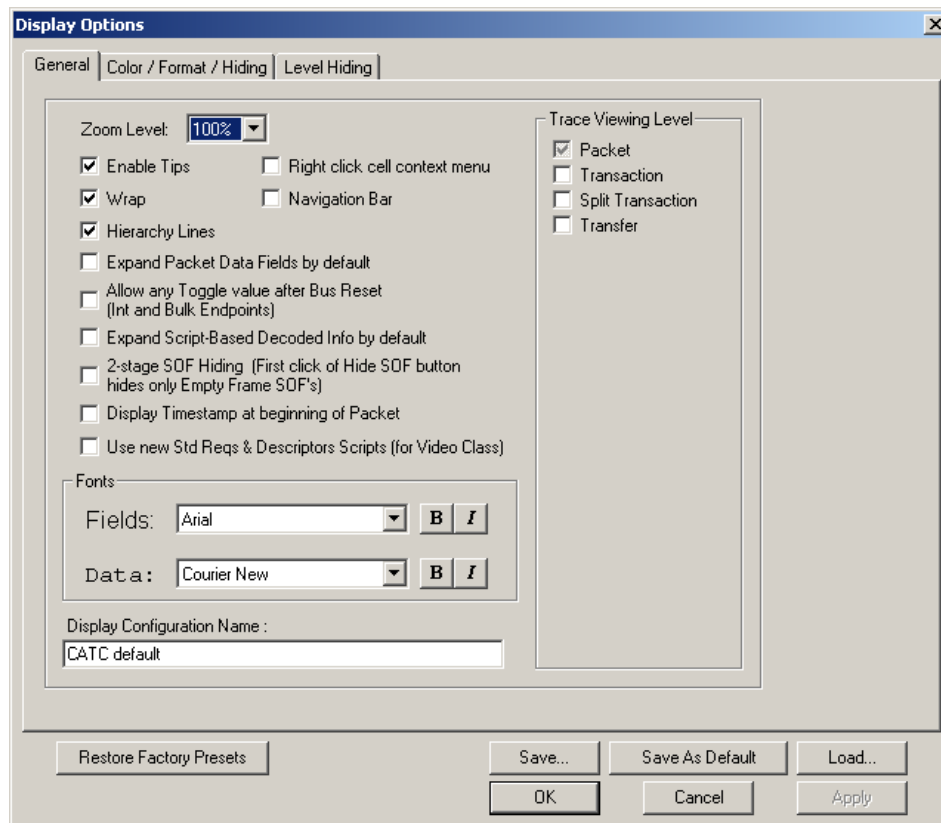 Display Options
General
Color / Format / Hiding
Level Hiding
Zoom Level: 100%
Enable Tips
Right click cell context menu
Wrap
Navigation Bar
Hierarchy Lines
Expand Packet Data Fields by default
Allow any Toggle value after Bus Reset
(Int and Bulk Endpoints)
Expand Script-Based Decoded Info by default
2-stage SOF Hiding (First click of Hide SOF button
hides only Empty Frame SOF's)
Display Timestamp at beginning of Packet
Use new Std Reqs & Descriptors Scripts (for Video Class)
Trace Viewing Level
Packet
Transaction
Split Transaction
Transfer
Fonts
Fields: Arial B I
Data: Courier New B I
Display Configuration Name :
CATC default
Restore Factory Presets
Save...
Save As Default
Load...
OK
Cancel
Apply